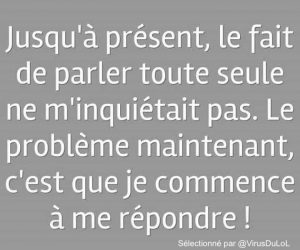 Jusqu'à présent, le fait
de parler toute seule
ne m'inquiétait pas. Le
problème maintenant,
c'est que je commence
à me répondre !
Sélectionné par @VirusDuLoL